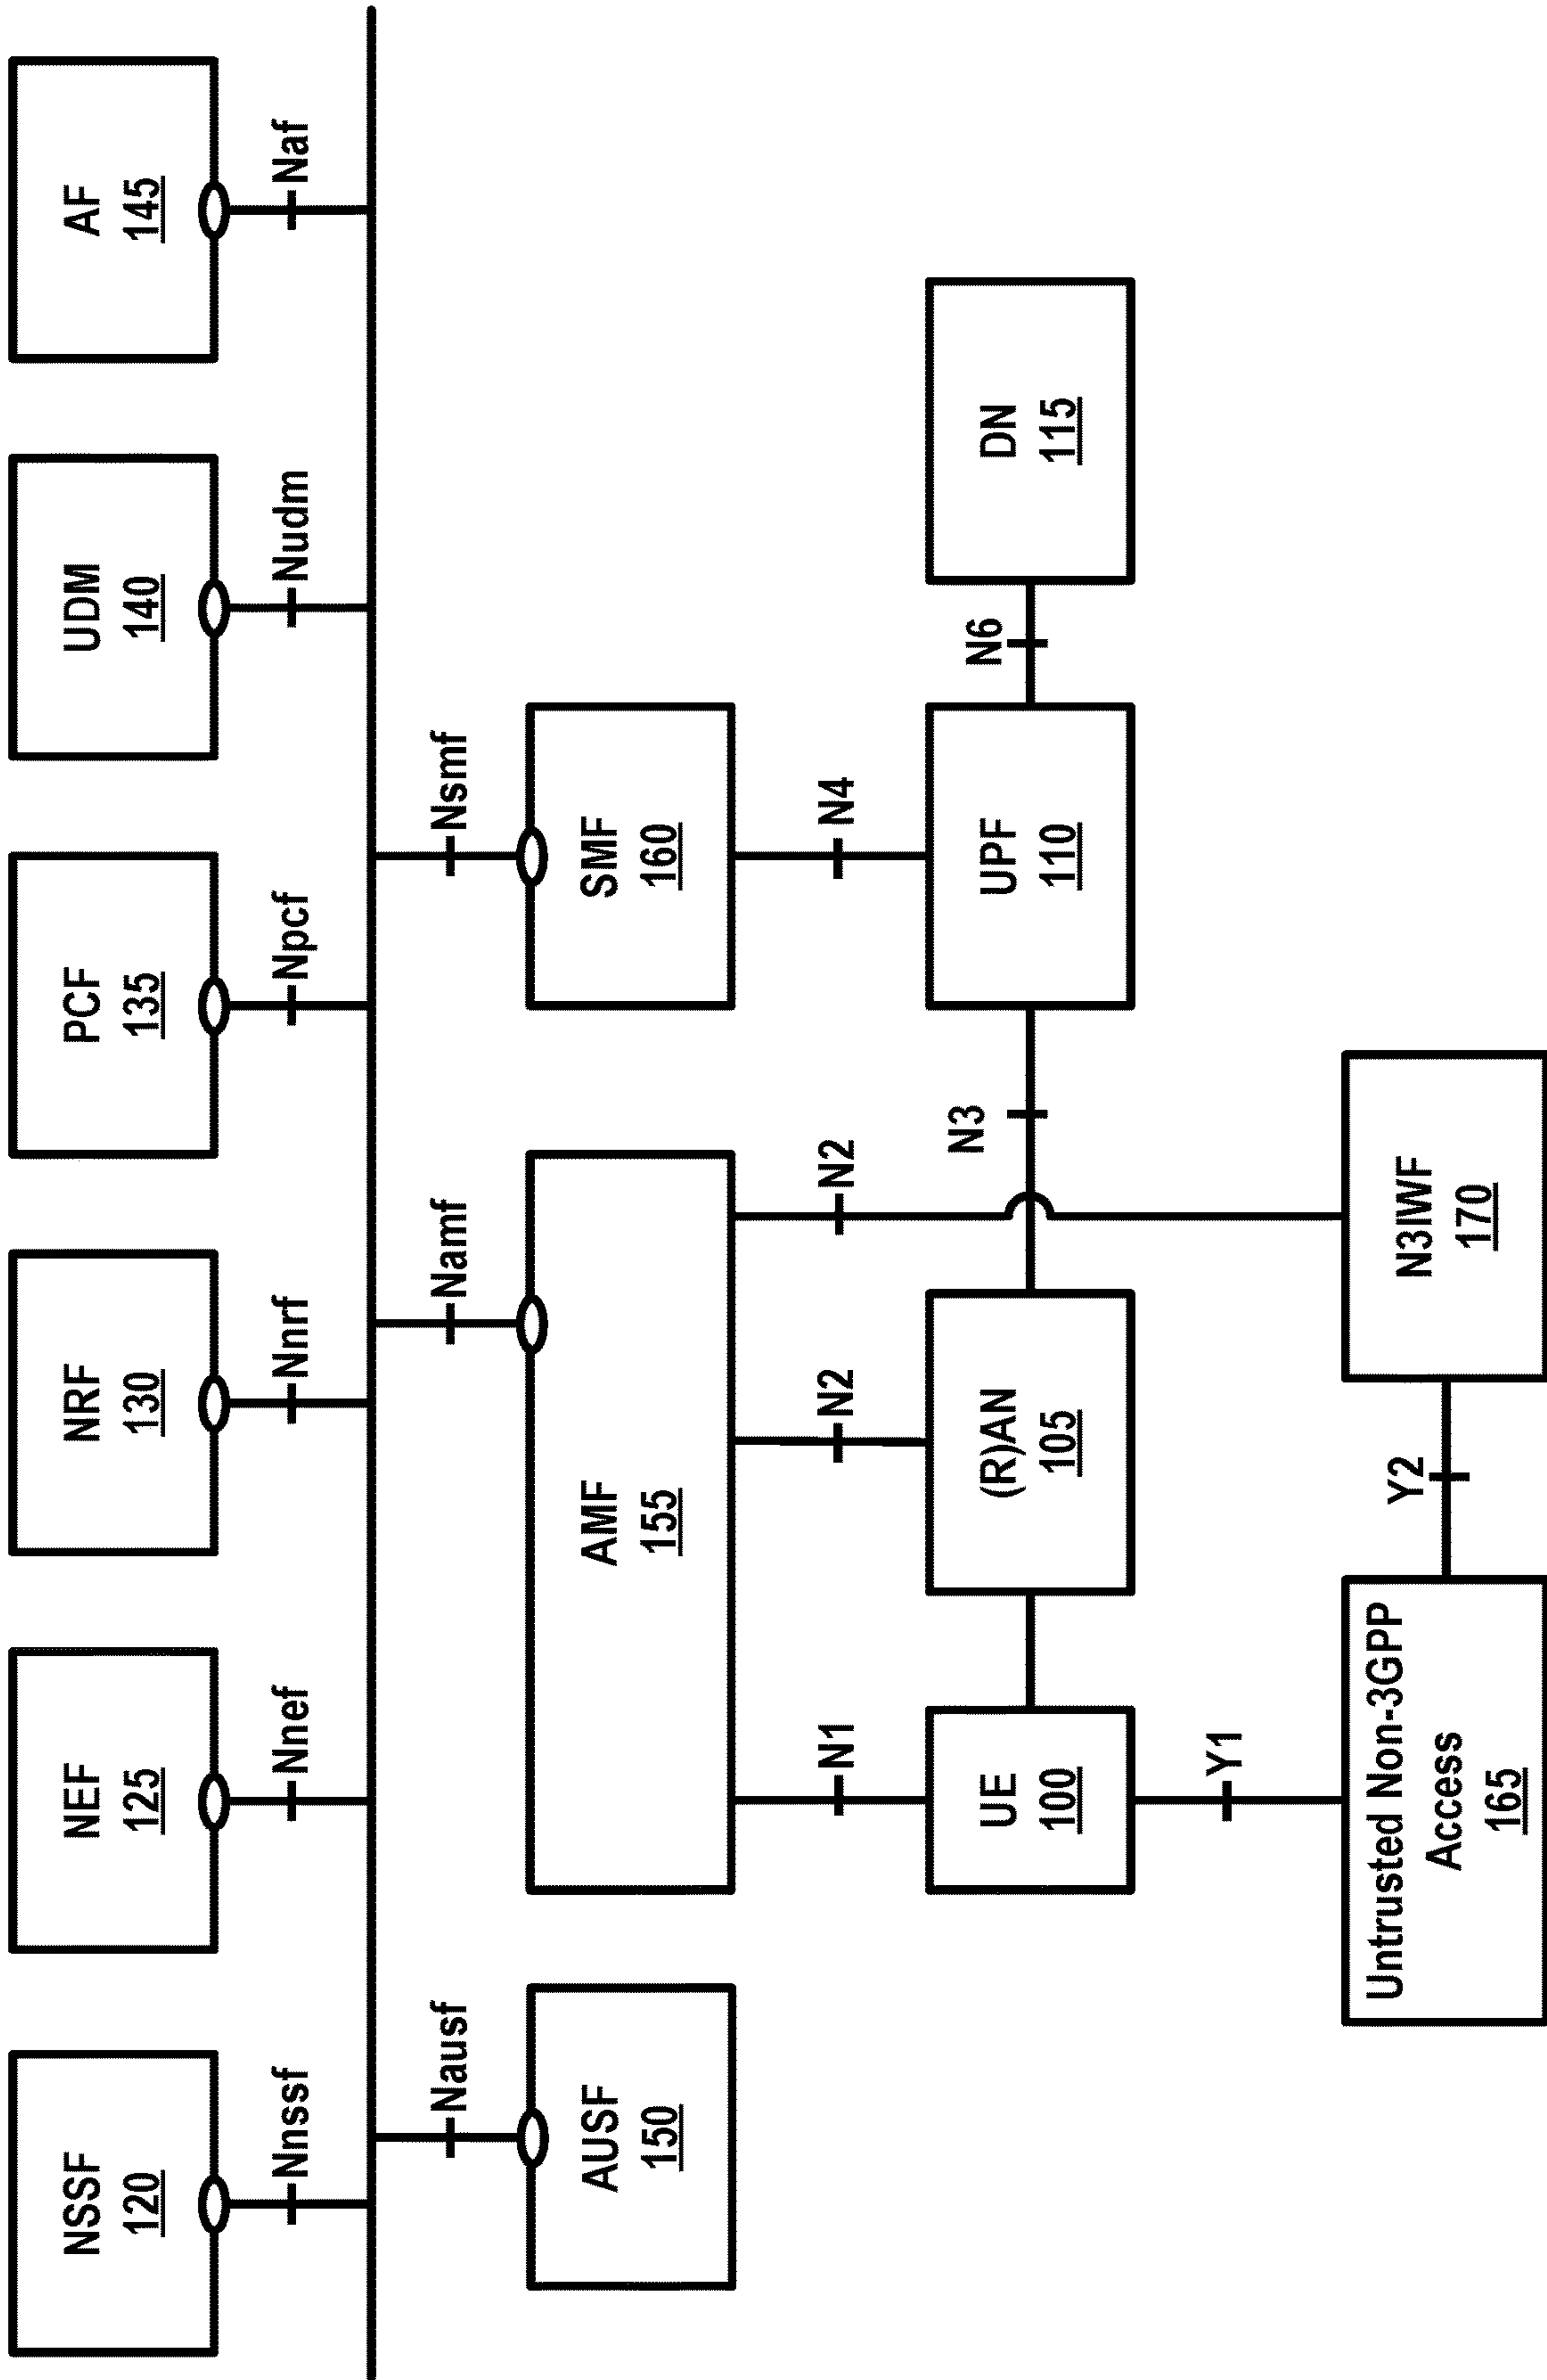 NSSF
120
NEF
125
NRF
130
PCF
135
UDM
140
AF
145
Nnssf
Nnef
Nnrf
Npcf
Nudm
Naf
Nausf
Namf
Nsmf
AUSF
150
AMF
155
SMF
160
N1
N2
N2
N4
UE
100
(R)AN
105
N3
UPF
110
N6
DN
115
Y1
Untrusted Non-3GPP
Access
165
Y2
N3IWF
170